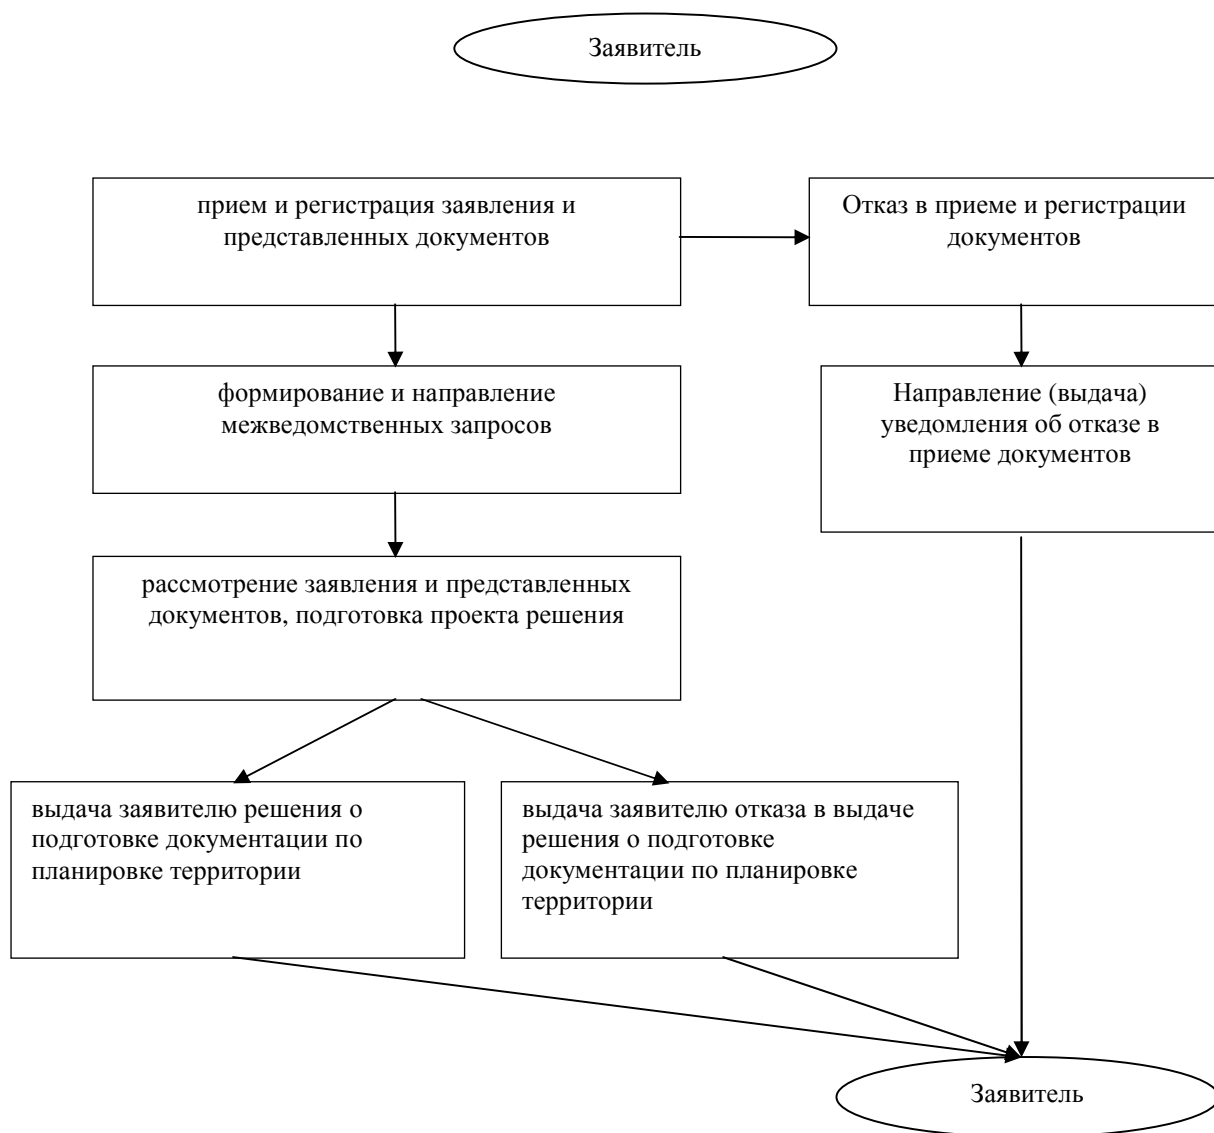 Заявитель
прием и регистрация заявления и
представленных документов
Отказ в приеме и регистрации
документов
формирование и направление
межведомственных запросов
Направление (выдача)
уведомления об отказе в
приеме документов
рассмотрение заявления и представленных
документов, подготовка проекта решения
выдача заявителю решения о
подготовке документации по
планировке территории
выдача заявителю отказа в выдаче
решения о подготовке
документации по планировке
территории
Заявитель